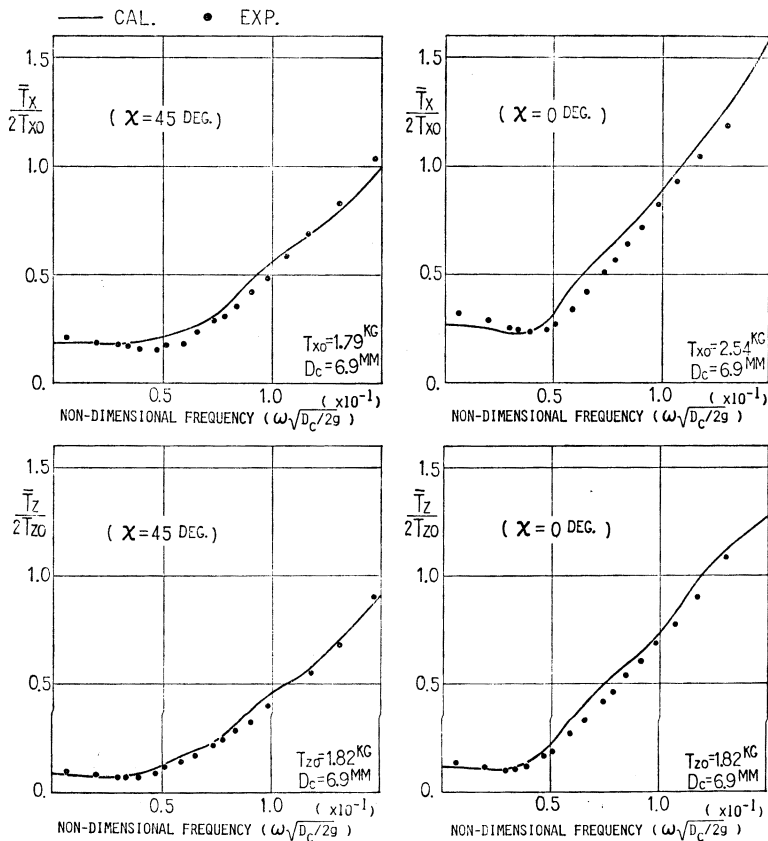 CAL. EXP.
1.5
T̄x
2Txo
( χ=45 DEG. )
1.0
0.5
Txo=1.79KG
Dc=6.9MM
0.
0.5 1.0 (x10⁻¹)
NON-DIMENSIONAL FREQUENCY (ω√Dc/2g)
1.5
T̄x
2Txo
( χ=0 DEG. )
1.0
0.5
Txo=2.54KG
Dc=6.9MM
0.
0.5 1.0 (x10⁻¹)
NON-DIMENSIONAL FREQUENCY (ω√Dc/2g)
1.5
T̄z
2Tzo
( χ=45 DEG. )
1.0
0.5
Tzo=1.82KG
Dc=6.9MM
0.
0.5 1.0 (x10⁻¹)
NON-DIMENSIONAL FREQUENCY (ω√Dc/2g)
1.5
T̄z
2Tzo
( χ=0 DEG. )
1.0
0.5
Tzo=1.82KG
Dc=6.9MM
0.
0.5 1.0 (x10⁻¹)
NON-DIMENSIONAL FREQUENCY (ω√Dc/2g)